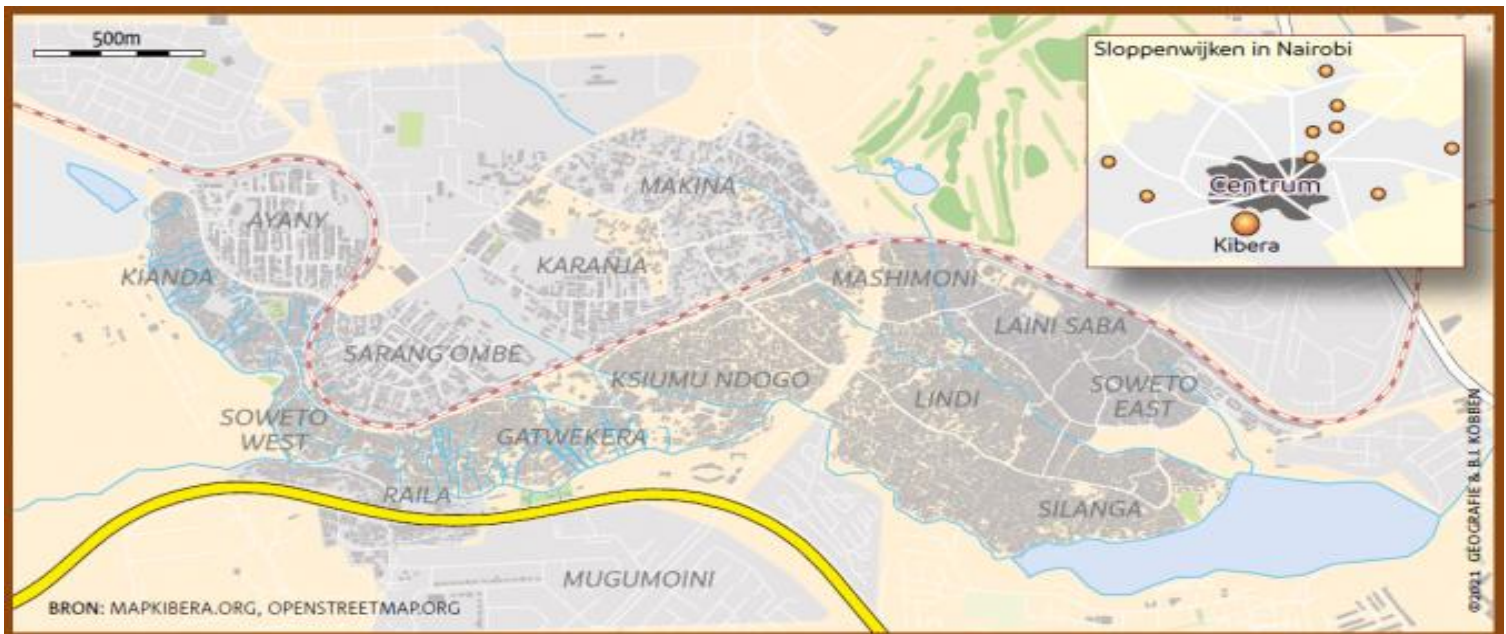 500m
Sloppenwijken in Nairobi
Centrum
Kibera
MAKINA
AYANY
KIANDA
KARANJA
MASHIMONI
LAINI SABA
SARANG'OMBE
KSIUMU NDOGO
SOWETO
EAST
LINDI
SOWETO
WEST
GATWEKERA
RAILA
SILANGA
MUGUMOINI
BRON: MAPKIBERA.ORG, OPENSTREETMAP.ORG
©2021 GEOGRAFIE & B.J. KÖBBEN